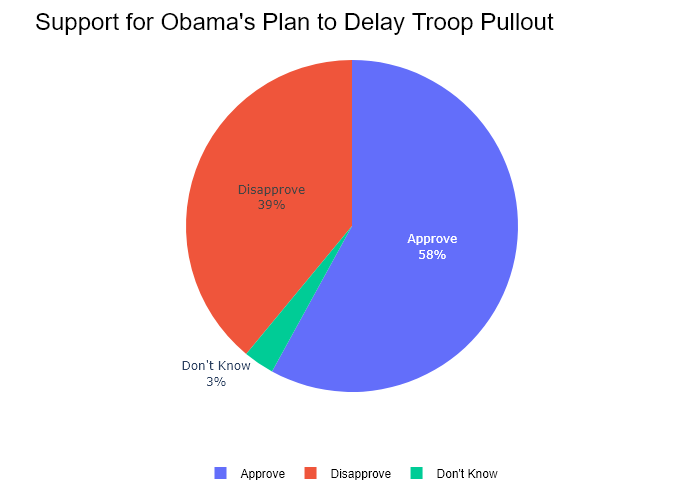 Support for Obama's Plan to Delay Troop Pullout
Disapprove
39%
Approve
58%
Don't Know
3%
Approve
Disapprove
Don't Know